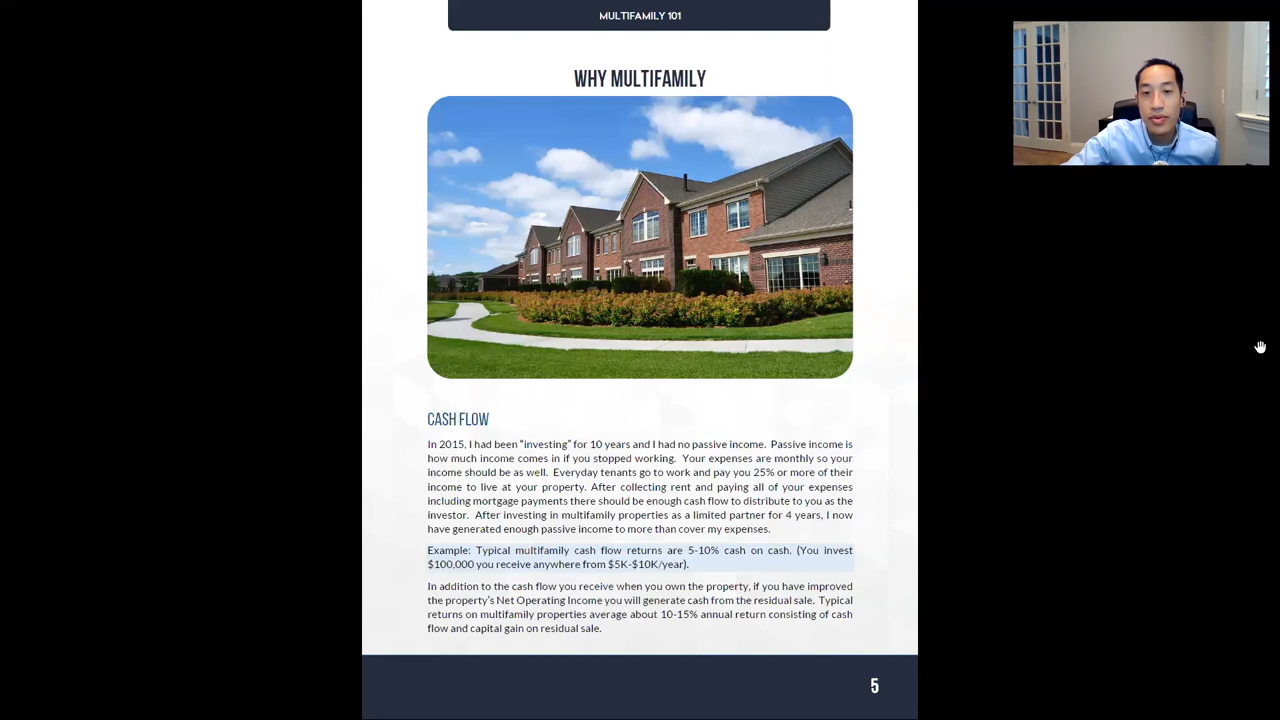 MULTIFAMILY 101
WHY MULTIFAMILY
CASH FLOW
In 2015, I had been "investing" for 10 years and I had no passive income. Passive income is
how much income comes in if you stopped working. Your expenses are monthly so your
income should be as well. Everyday tenants go to work and pay you 25% or more of their
income to live at your property. After collecting rent and paying all of your expenses
including mortgage payments there should be enough cash flow to distribute to you as the
investor. After investing in multifamily properties as a limited partner for 4 years, I now
have generated enough passive income to more than cover my expenses.
Example: Typical multifamily cash flow returns are 5-10% cash on cash. (You invest
$100,000 you receive anywhere from $5K-$10K/year).
In addition to the cash flow you receive when you own the property, if you have improved
the property's Net Operating Income you will generate cash from the residual sale. Typical
returns on multifamily properties average about 10-15% annual return consisting of cash
flow and capital gain on residual sale.
5